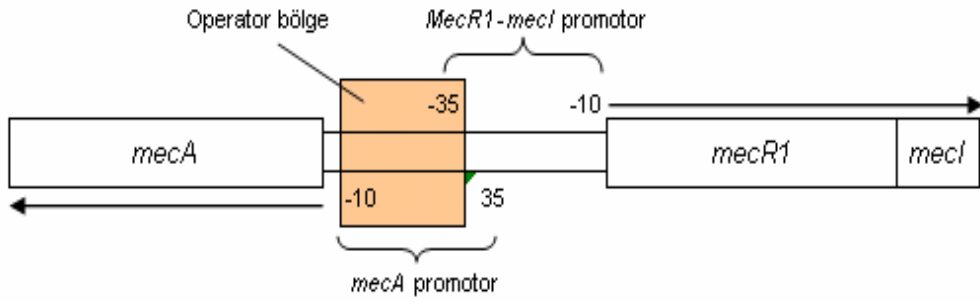 Operator bölge
MecR1-mecI promotor
-35
-10
mecA
mecR1
mecI
-10
35
mecA promotor